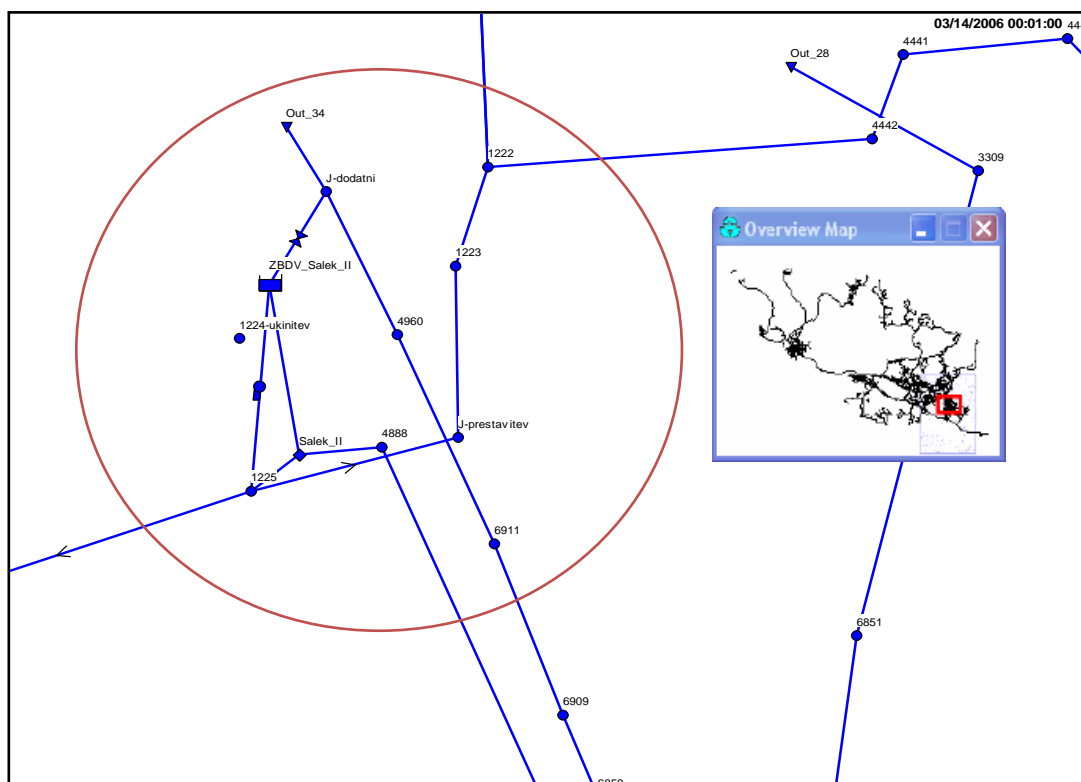 03/14/2006 00:01:00
4441
Out_28
4442
Out_34
1222
3309
J-dodatni
1223
ZBDV_Salek_II
Overview Map
1224-ukinitev
4960
J-prestavitev
Salek_II
4888
1225
6911
6851
6909